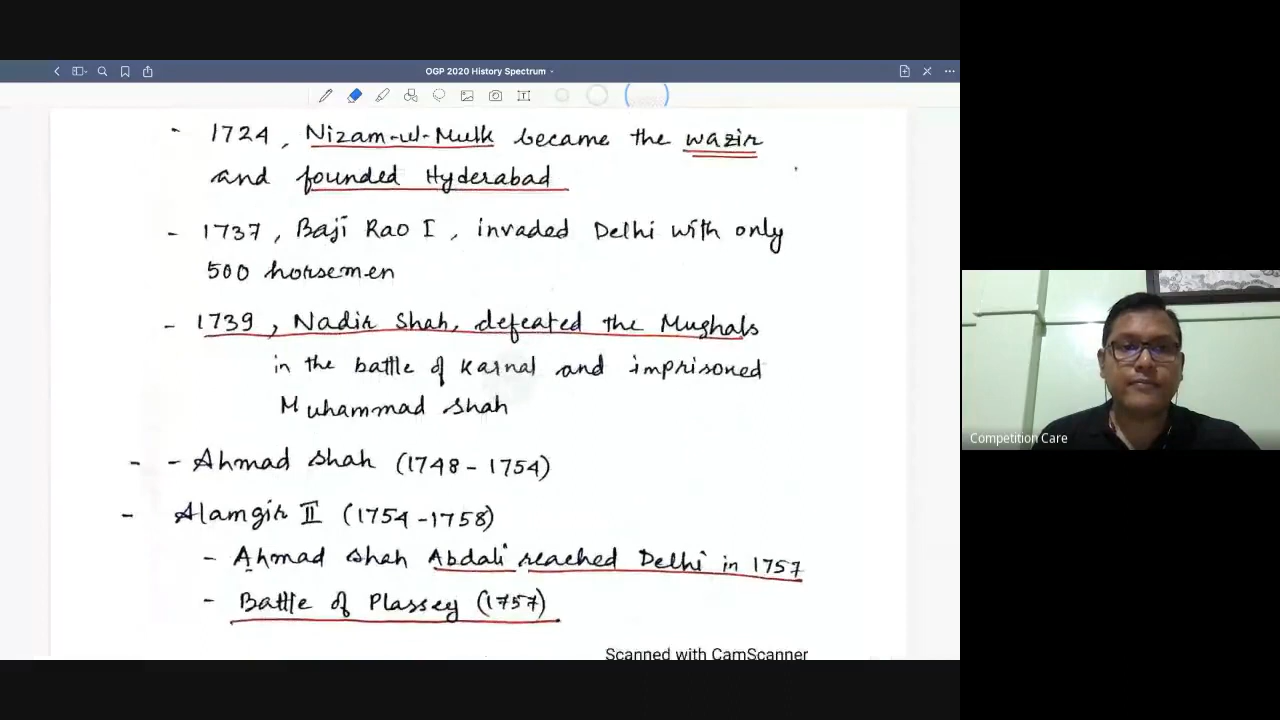 OGP 2020 History Spectrum
- 1724, Nizam-ul-Mulk became the wazir
and founded Hyderabad
- 1737, Baji Rao I, invaded Delhi with only
500 horsemen
- 1739, Nadir Shah, defeated the Mughals
in the battle of Karnal and imprisoned
Muhammad Shah
- - Ahmad Shah (1748 - 1754)
- Alamgir II (1754 - 1758)
- Ahmad Shah Abdali reached Delhi in 1757
- Battle of Plassey (1757)
Scanned with CamScanner
Competition Care